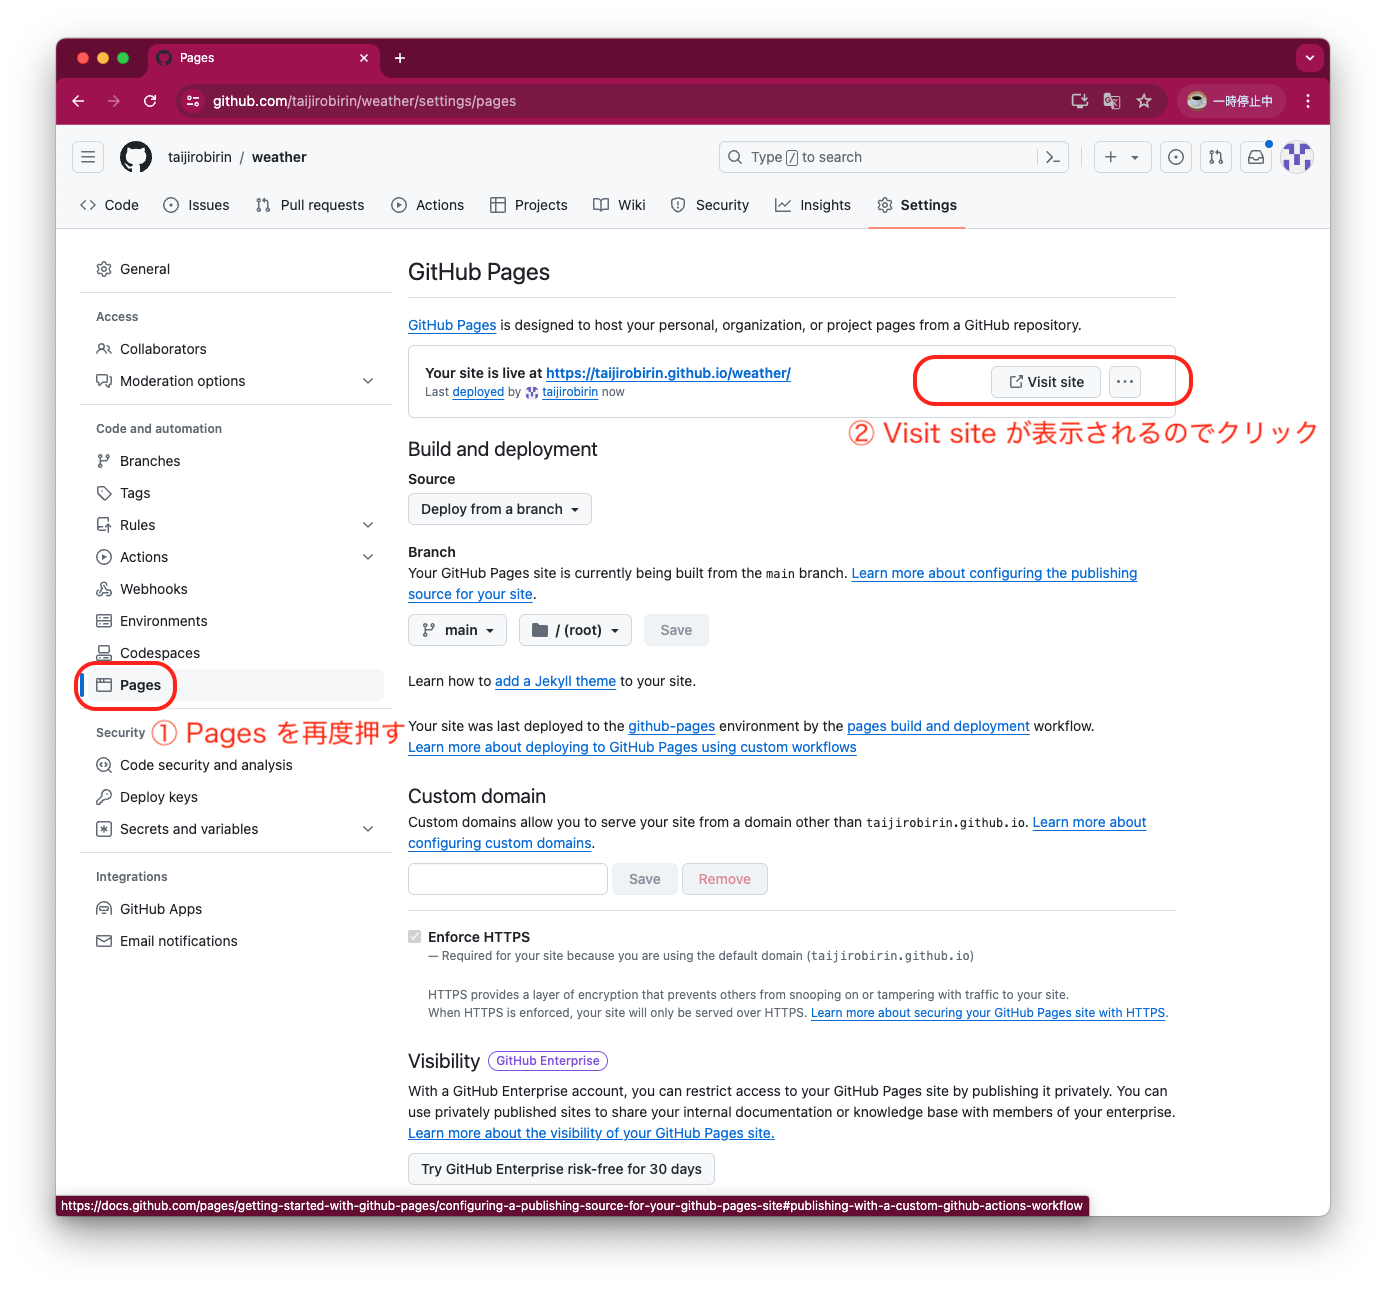 Pages
github.com/taijirobirin/weather/settings/pages
一時停止中
taijirobirin / weather
Type / to search
Code
Issues
Pull requests
Actions
Projects
Wiki
Security
Insights
Settings
General
Access
Collaborators
Moderation options
Code and automation
Branches
Tags
Rules
Actions
Webhooks
Environments
Codespaces
Pages
① Pages を再度押す
Security
Code security and analysis
Deploy keys
Secrets and variables
Integrations
GitHub Apps
Email notifications
GitHub Pages
GitHub Pages is designed to host your personal, organization, or project pages from a GitHub repository.
Your site is live at https://taijirobirin.github.io/weather/
Last deployed by taijirobirin now
Visit site
② Visit site が表示されるのでクリック
Build and deployment
Source
Deploy from a branch
Branch
Your GitHub Pages site is currently being built from the main branch. Learn more about configuring the publishing
source for your site.
main
/ (root)
Save
Learn how to add a Jekyll theme to your site.
Your site was last deployed to the github-pages environment by the pages build and deployment workflow.
Learn more about deploying to GitHub Pages using custom workflows
Custom domain
Custom domains allow you to serve your site from a domain other than taijirobirin.github.io. Learn more about
configuring custom domains.
Save
Remove
Enforce HTTPS
— Required for your site because you are using the default domain (taijirobirin.github.io)
HTTPS provides a layer of encryption that prevents others from snooping on or tampering with traffic to your site.
When HTTPS is enforced, your site will only be served over HTTPS. Learn more about securing your GitHub Pages site with HTTPS.
Visibility
GitHub Enterprise
With a GitHub Enterprise account, you can restrict access to your GitHub Pages site by publishing it privately. You can
use privately published sites to share your internal documentation or knowledge base with members of your enterprise.
Learn more about the visibility of your GitHub Pages site.
Try GitHub Enterprise risk-free for 30 days
https://docs.github.com/pages/getting-started-with-github-pages/configuring-a-publishing-source-for-your-github-pages-site#publishing-with-a-custom-github-actions-workflow